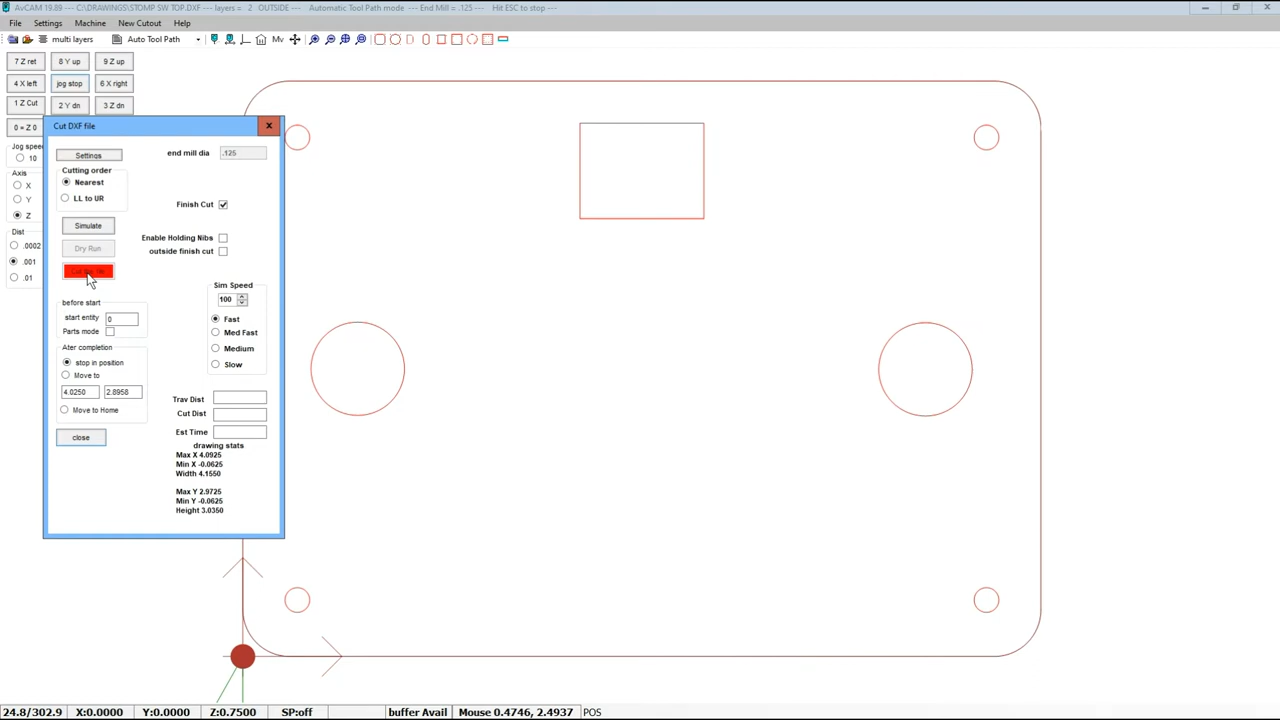 AvCAM 19.89 --- C:\DRAWINGS\STOMP SW TOP.DXF --- layers = 2 OUTSIDE --- Automatic Tool Path mode --- End Mill = .125 --- Hit ESC to stop ---
File Settings Machine New Cutout Help
multi layers Auto Tool Path Mv
7 Z ret 8 Y up 9 Z up
4 X left jog stop 6 X right
1 Z Cut 2 Y dn 3 Z dn
0 = Z 0
Jog speed
10
Axis
X
Y
Z
Dist
.0002
.001
.01
Cut DXF file
Settings
end mill dia .125
Cutting order
Nearest
LL to UR
Finish Cut
Simulate
Enable Holding Nibs
Dry Run
outside finish cut
Sim Speed
100
before start
start entity 0
Parts mode
Fast
Med Fast
Medium
Slow
Ater completion
stop in position
Move to
4.0250 2.8958
Move to Home
Trav Dist
Cut Dist
Est Time
close
drawing stats
Max X 4.0925
Min X -0.0625
Width 4.1550
Max Y 2.9725
Min Y -0.0625
Height 3.0350
24.8/302.9 X:0.0000 Y:0.0000 Z:0.7500 SP:off buffer Avail Mouse 0.4746, 2.4937 POS